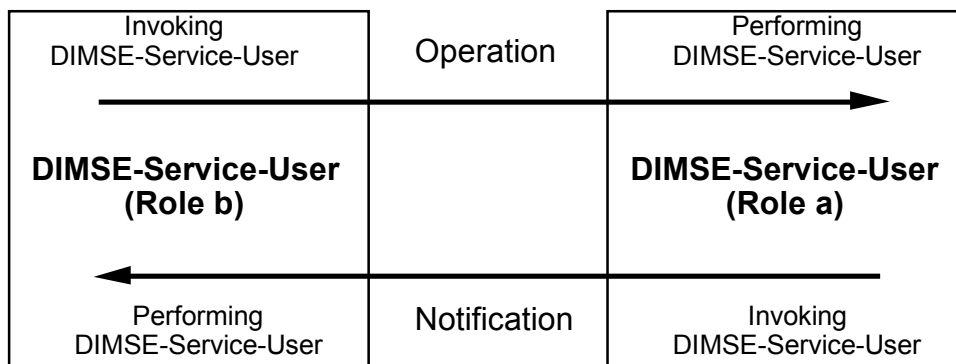 Invoking
DIMSE-Service-User
Operation
Performing
DIMSE-Service-User
DIMSE-Service-User
(Role b)
DIMSE-Service-User
(Role a)
Performing
DIMSE-Service-User
Notification
Invoking
DIMSE-Service-User